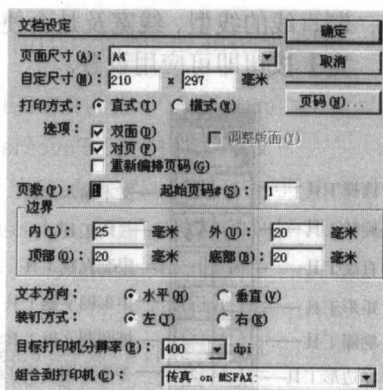 文档设定
确定
页面尺寸(A): A4
取消
自定尺寸(M): 210 x 297 毫米
打印方式: 直式(T) 横式(W)
页码(N)...
选项: 双面(D)
调整版面(Y)
对页(F)
重新编排页码(G)
页数(P): 1 起始页码#(S): 1
边界
内(I): 25 毫米 外(U): 20 毫米
顶部(O): 20 毫米 底部(B): 20 毫米
文本方向: 水平(H) 垂直(V)
装钉方式: 左(L) 右(R)
目标打印机分辨率(E): 400 dpi
组合到打印机(C): 传真 on MSFAX: